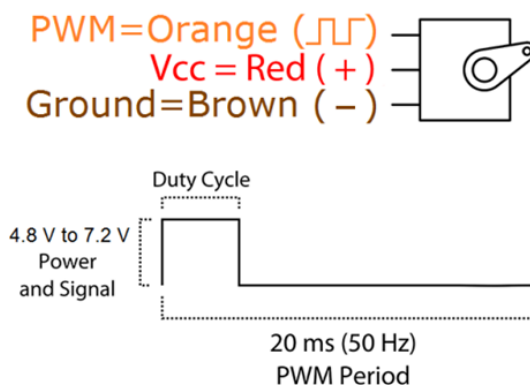 PWM=Orange (⎍⎍)
Vcc = Red ( + )
Ground=Brown ( – )
Duty Cycle
4.8 V to 7.2 V
Power
and Signal
20 ms (50 Hz)
PWM Period